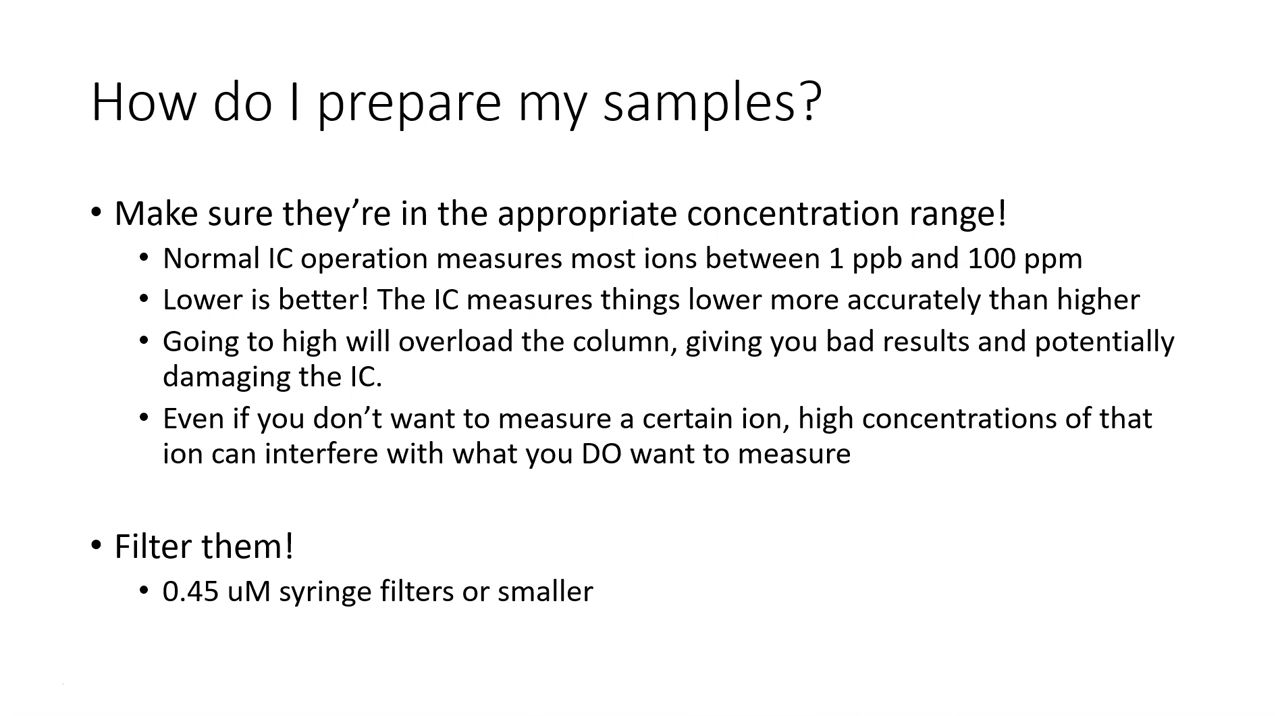 How do I prepare my samples?
• Make sure they’re in the appropriate concentration range!
• Normal IC operation measures most ions between 1 ppb and 100 ppm
• Lower is better! The IC measures things lower more accurately than higher
• Going to high will overload the column, giving you bad results and potentially
damaging the IC.
• Even if you don’t want to measure a certain ion, high concentrations of that
ion can interfere with what you DO want to measure
• Filter them!
• 0.45 uM syringe filters or smaller